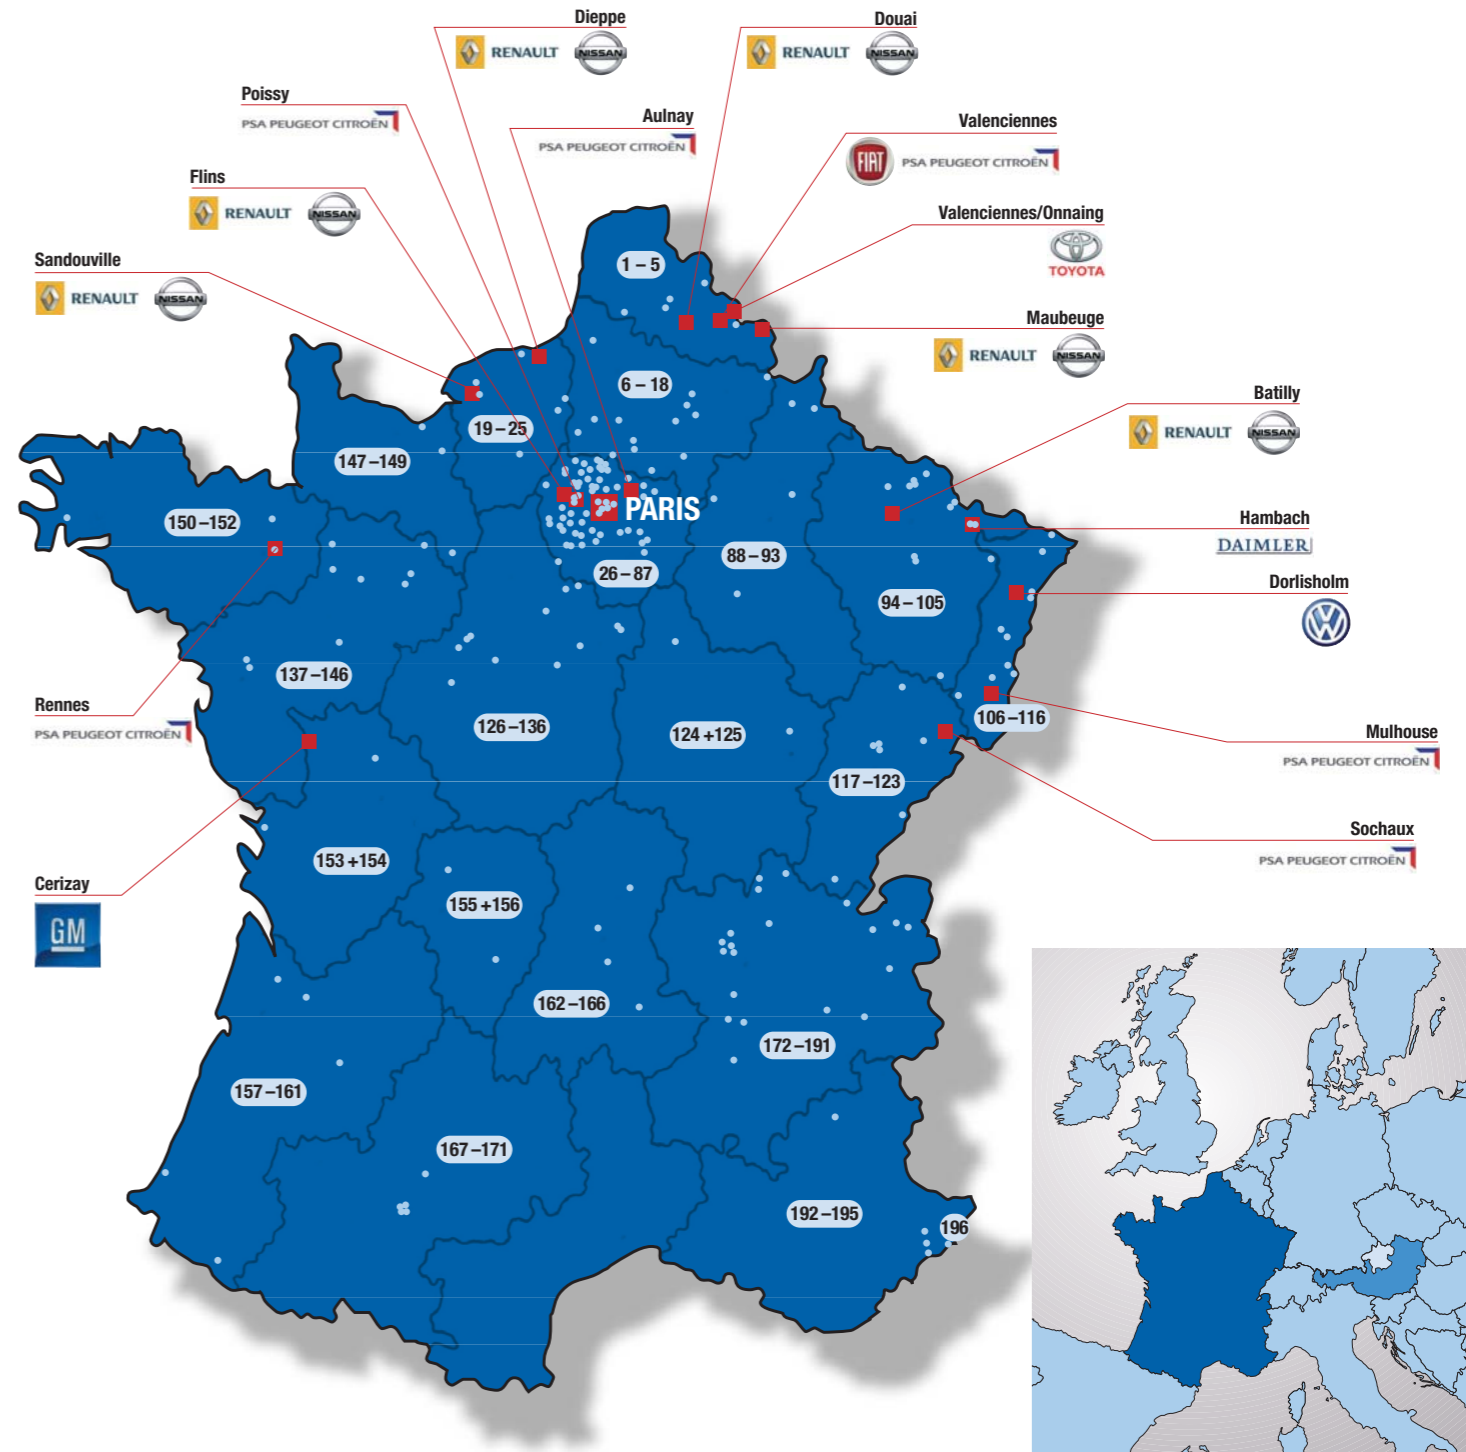 Dieppe
RENAULT NISSAN
Douai
RENAULT NISSAN
Poissy
PSA PEUGEOT CITROËN
Aulnay
PSA PEUGEOT CITROËN
Valenciennes
FIAT PSA PEUGEOT CITROËN
Flins
RENAULT NISSAN
Valenciennes/Onnaing
TOYOTA
Sandouville
RENAULT NISSAN
Maubeuge
RENAULT NISSAN
Batilly
RENAULT NISSAN
Hambach
DAIMLER
Dorlisholm
VW
Rennes
PSA PEUGEOT CITROËN
Mulhouse
PSA PEUGEOT CITROËN
Sochaux
PSA PEUGEOT CITROËN
Cerizay
GM
1 – 5
6 – 18
19 – 25
147 –149
PARIS
150 –152
88 – 93
26 – 87
94 – 105
137 –146
126 –136
124 +125
106 –116
117 –123
153 +154
155 +156
162 –166
172 –191
157 –161
167 –171
192 –195
196